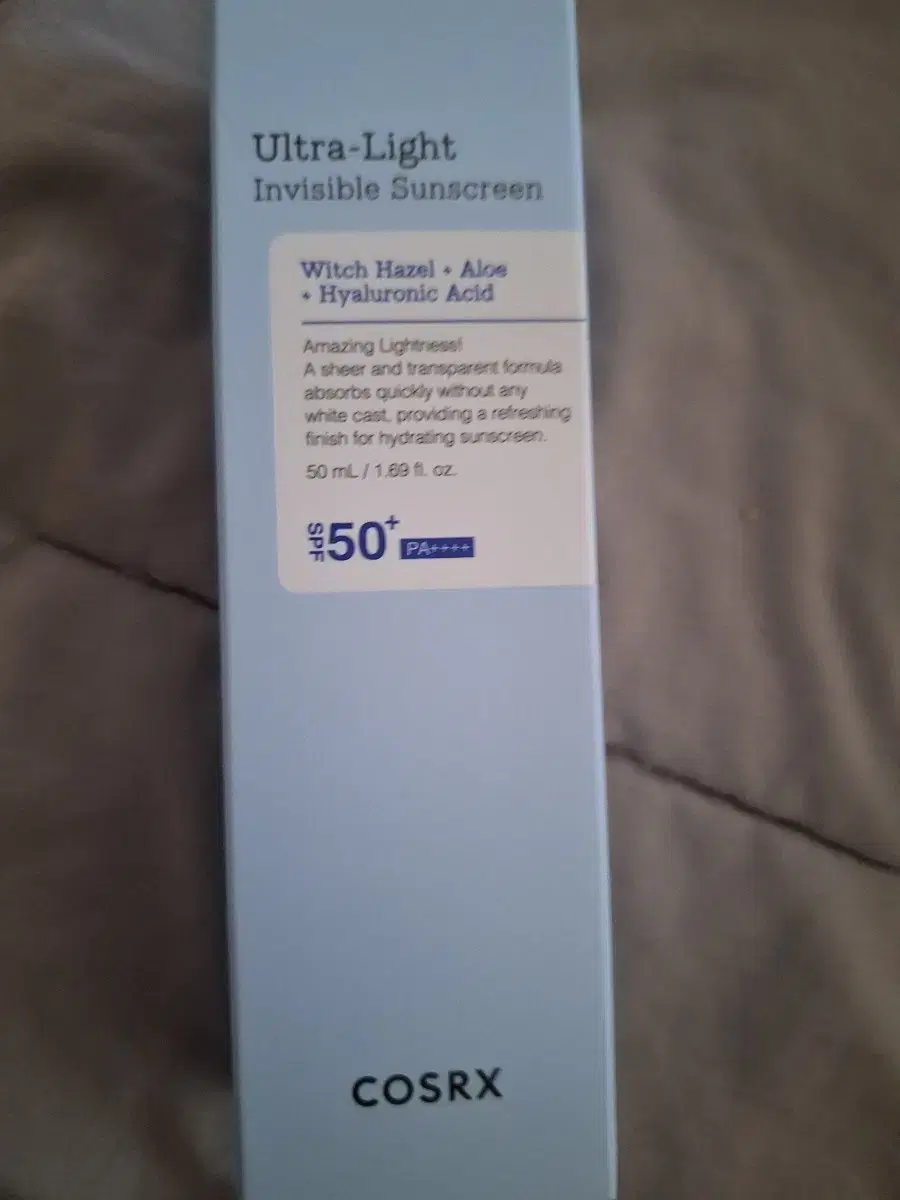 Ultra-Light
Invisible Sunscreen
Witch Hazel + Aloe
+ Hyaluronic Acid
Amazing Lightness!
A sheer and transparent formula
absorbs quickly without any
white cast, providing a refreshing
finish for hydrating sunscreen.
50 mL / 1.69 fl. oz.
SPF 50+ PA++++
COSRX